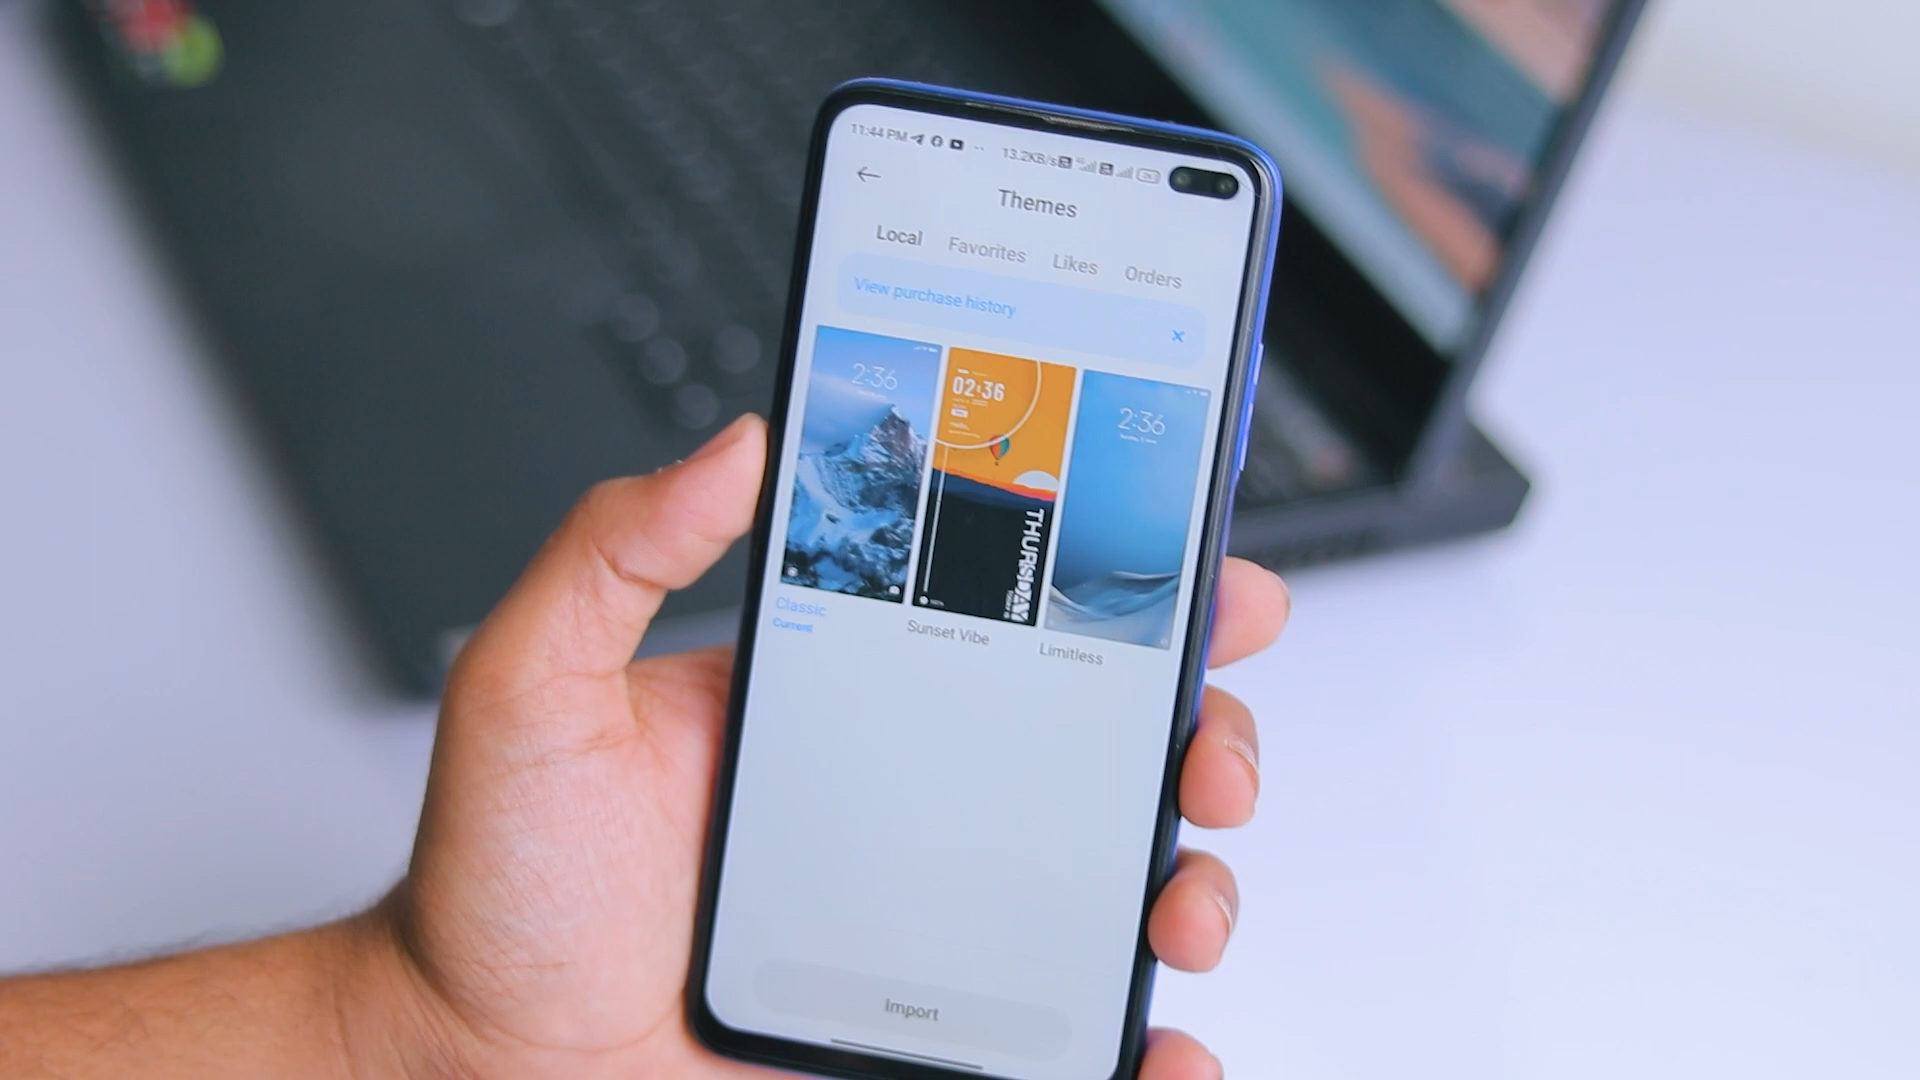 11:44 PM
13.2KB/s
Themes
Local Favorites Likes Orders
View purchase history
2:36
02:36
2:36
THURSDAY
Classic
Current
Sunset Vibe
Limitless
Import